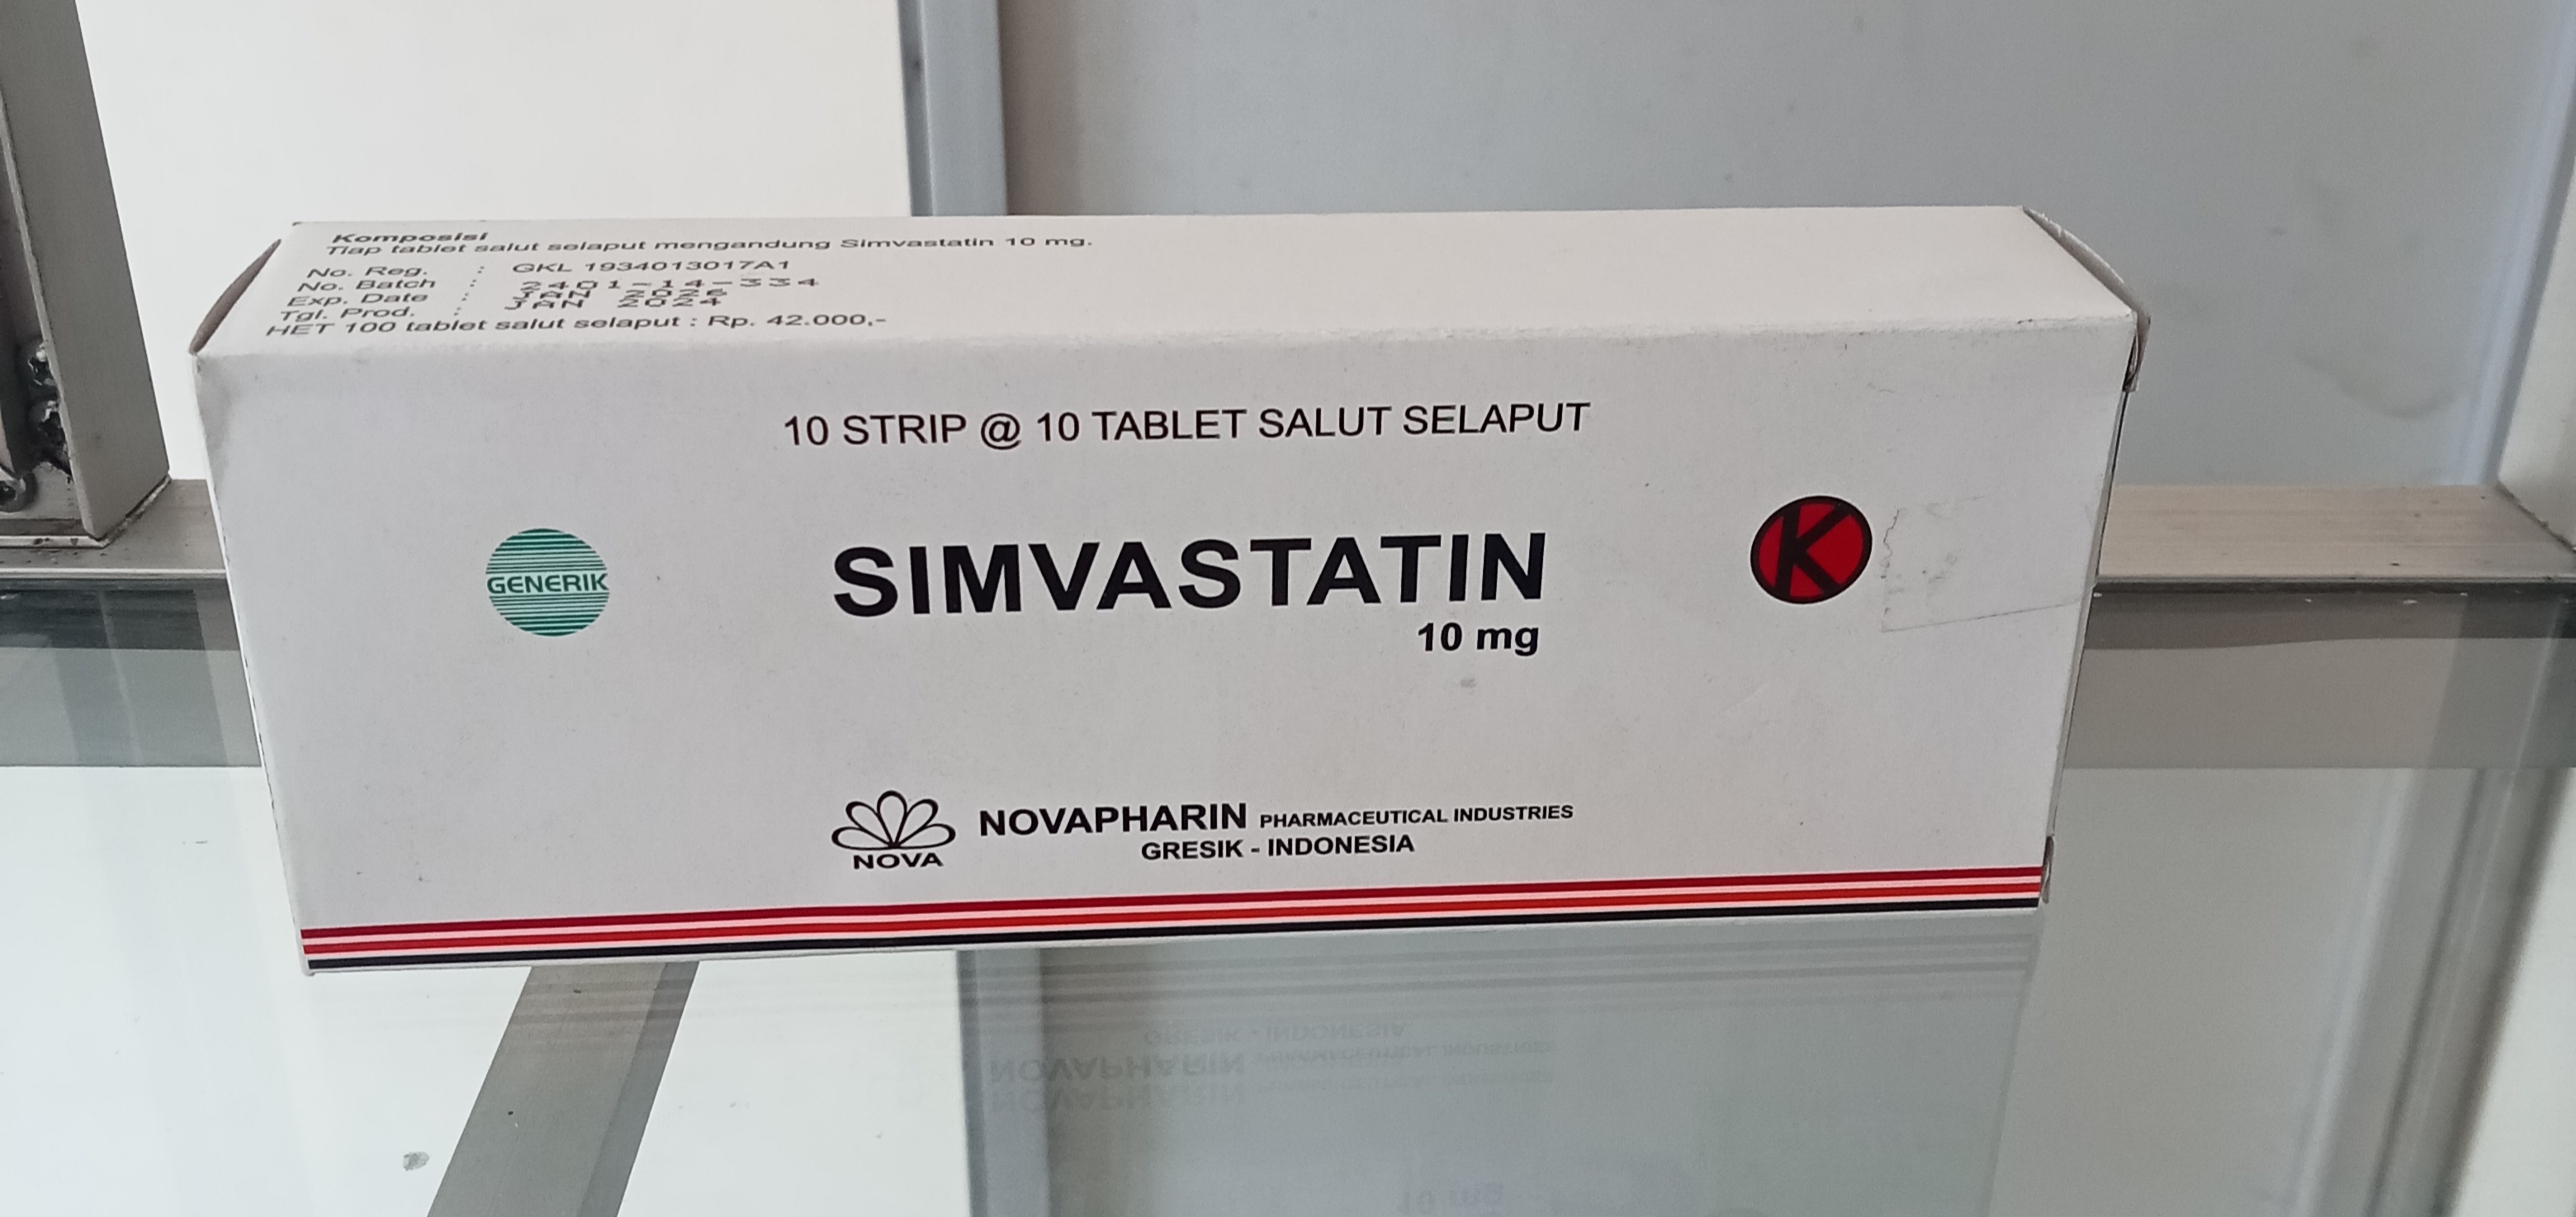 Komposisi
Tiap tablet salut selaput mengandung Simvastatin 10 mg.
No. Reg. : GKL 1934013017A1
No. Batch : 2401-14-334
Exp. Date : JAN 2026
Tgl. Prod. : JAN 2024
HET 100 tablet salut selaput : Rp. 42.000,-
10 STRIP @ 10 TABLET SALUT SELAPUT
GENERIK
SIMVASTATIN
10 mg
K
NOVA
NOVAPHARIN PHARMACEUTICAL INDUSTRIES
GRESIK - INDONESIA